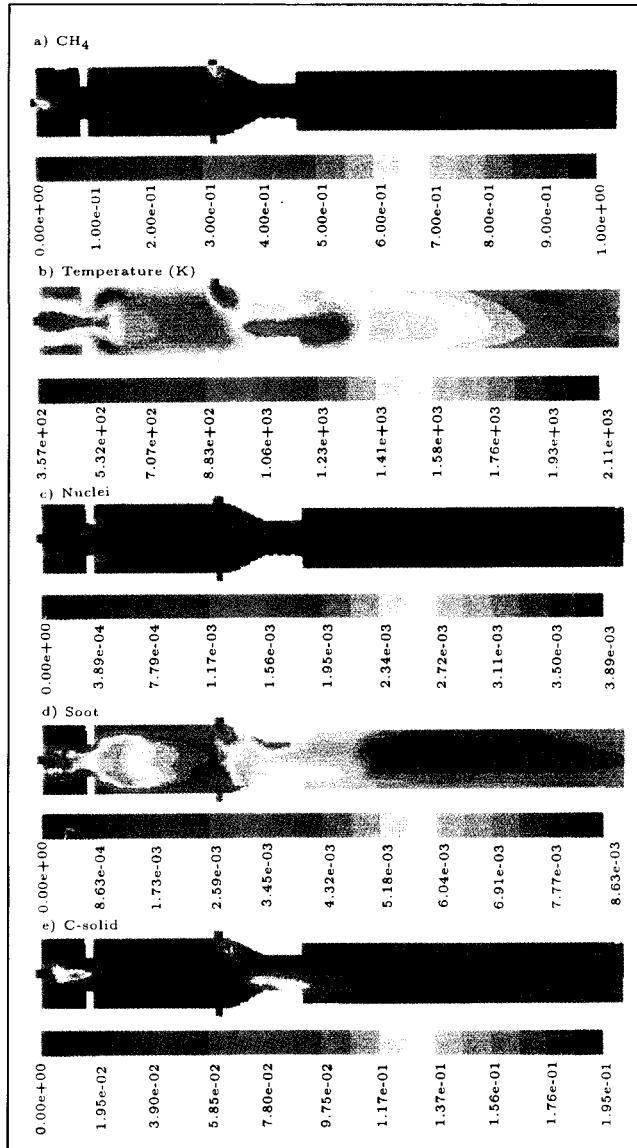 a) CH4
0.00e+00
1.00e-01
2.00e-01
3.00e-01
4.00e-01
5.00e-01
6.00e-01
7.00e-01
8.00e-01
9.00e-01
1.00e+00
b) Temperature (K)
3.57e+02
5.32e+02
7.07e+02
8.83e+02
1.06e+03
1.23e+03
1.41e+03
1.58e+03
1.76e+03
1.93e+03
2.11e+03
c) Nuclei
0.00e+00
3.89e-04
7.79e-04
1.17e-03
1.56e-03
1.95e-03
2.34e-03
2.72e-03
3.11e-03
3.50e-03
3.89e-03
d) Soot
0.00e+00
8.63e-04
1.73e-03
2.59e-03
3.45e-03
4.32e-03
5.18e-03
6.04e-03
6.91e-03
7.77e-03
8.63e-03
e) C-solid
0.00e+00
1.95e-02
3.90e-02
5.85e-02
7.80e-02
9.75e-02
1.17e-01
1.37e-01
1.56e-01
1.76e-01
1.95e-01